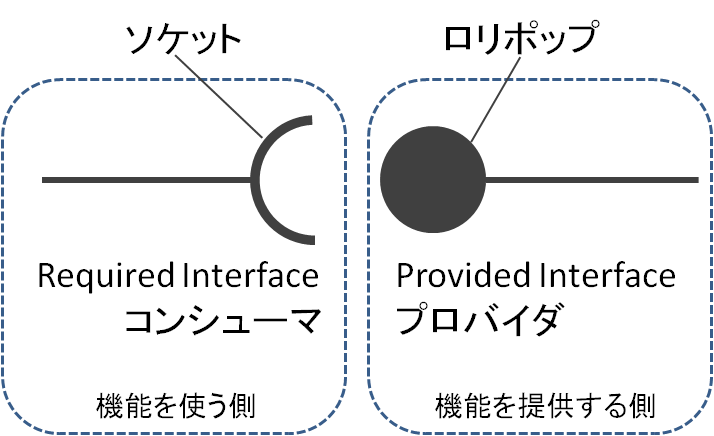 ソケット
ロリポップ
Required Interface
コンシューマ
機能を使う側
Provided Interface
プロバイダ
機能を提供する側